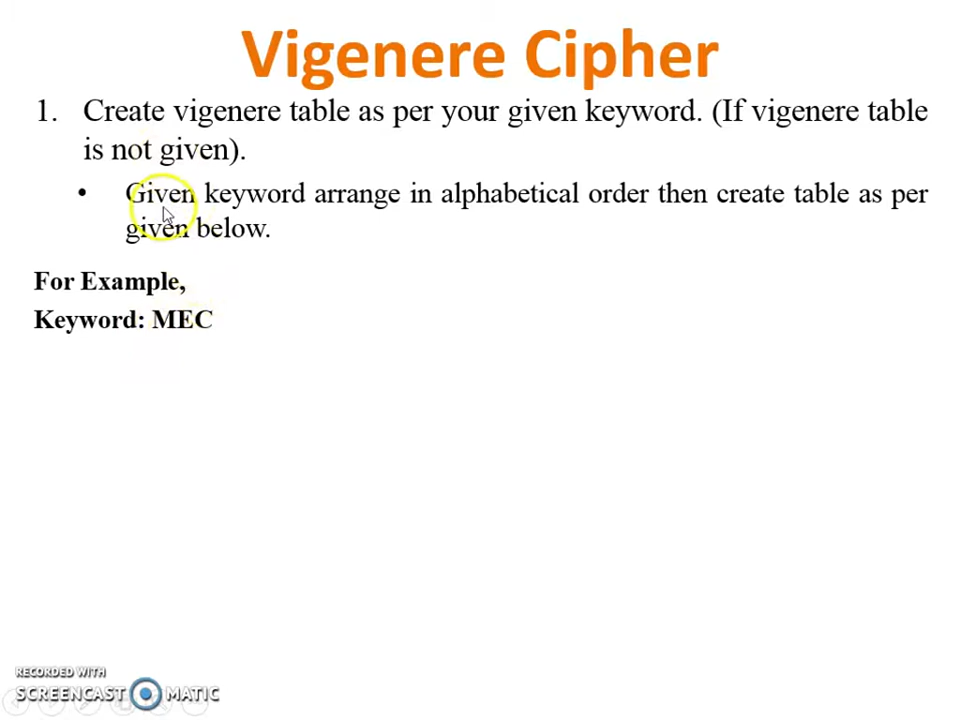 Vigenere Cipher
1. Create vigenere table as per your given keyword. (If vigenere table
is not given).
• Given keyword arrange in alphabetical order then create table as per
given below.
For Example,
Keyword: MEC
RECORDED WITH
SCREENCAST MATIC